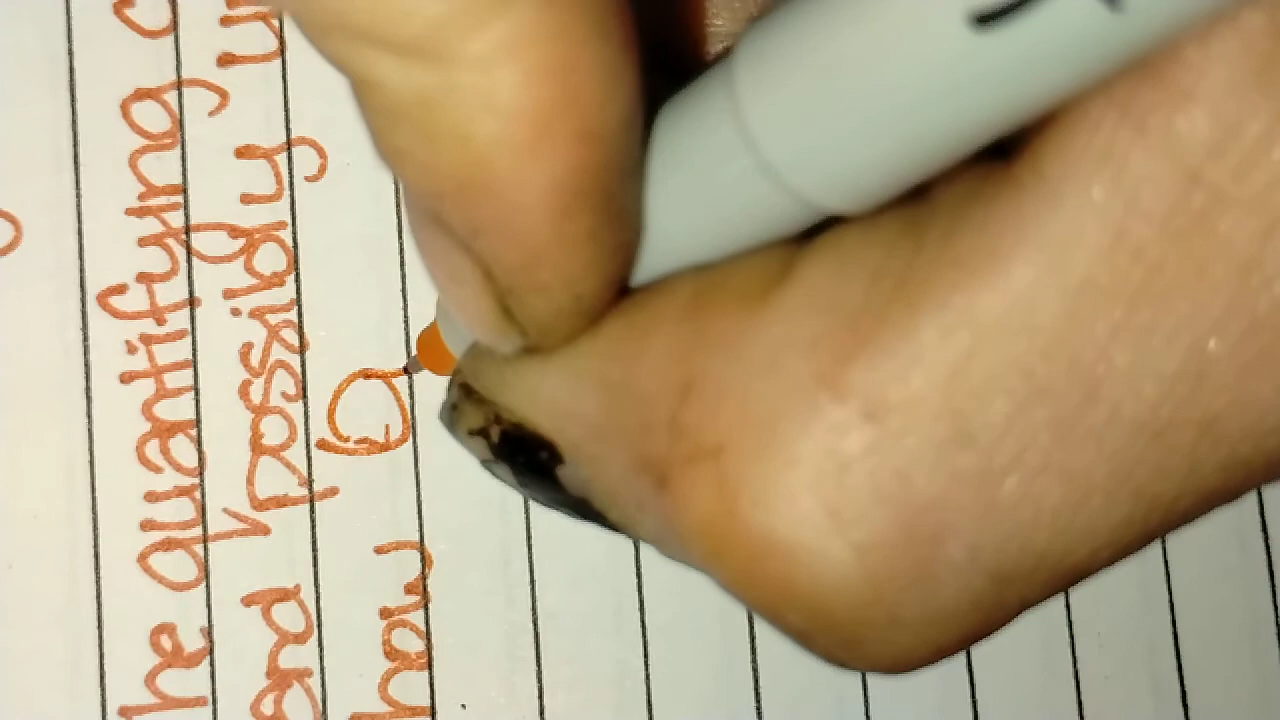 he quantifying
and possibly
how